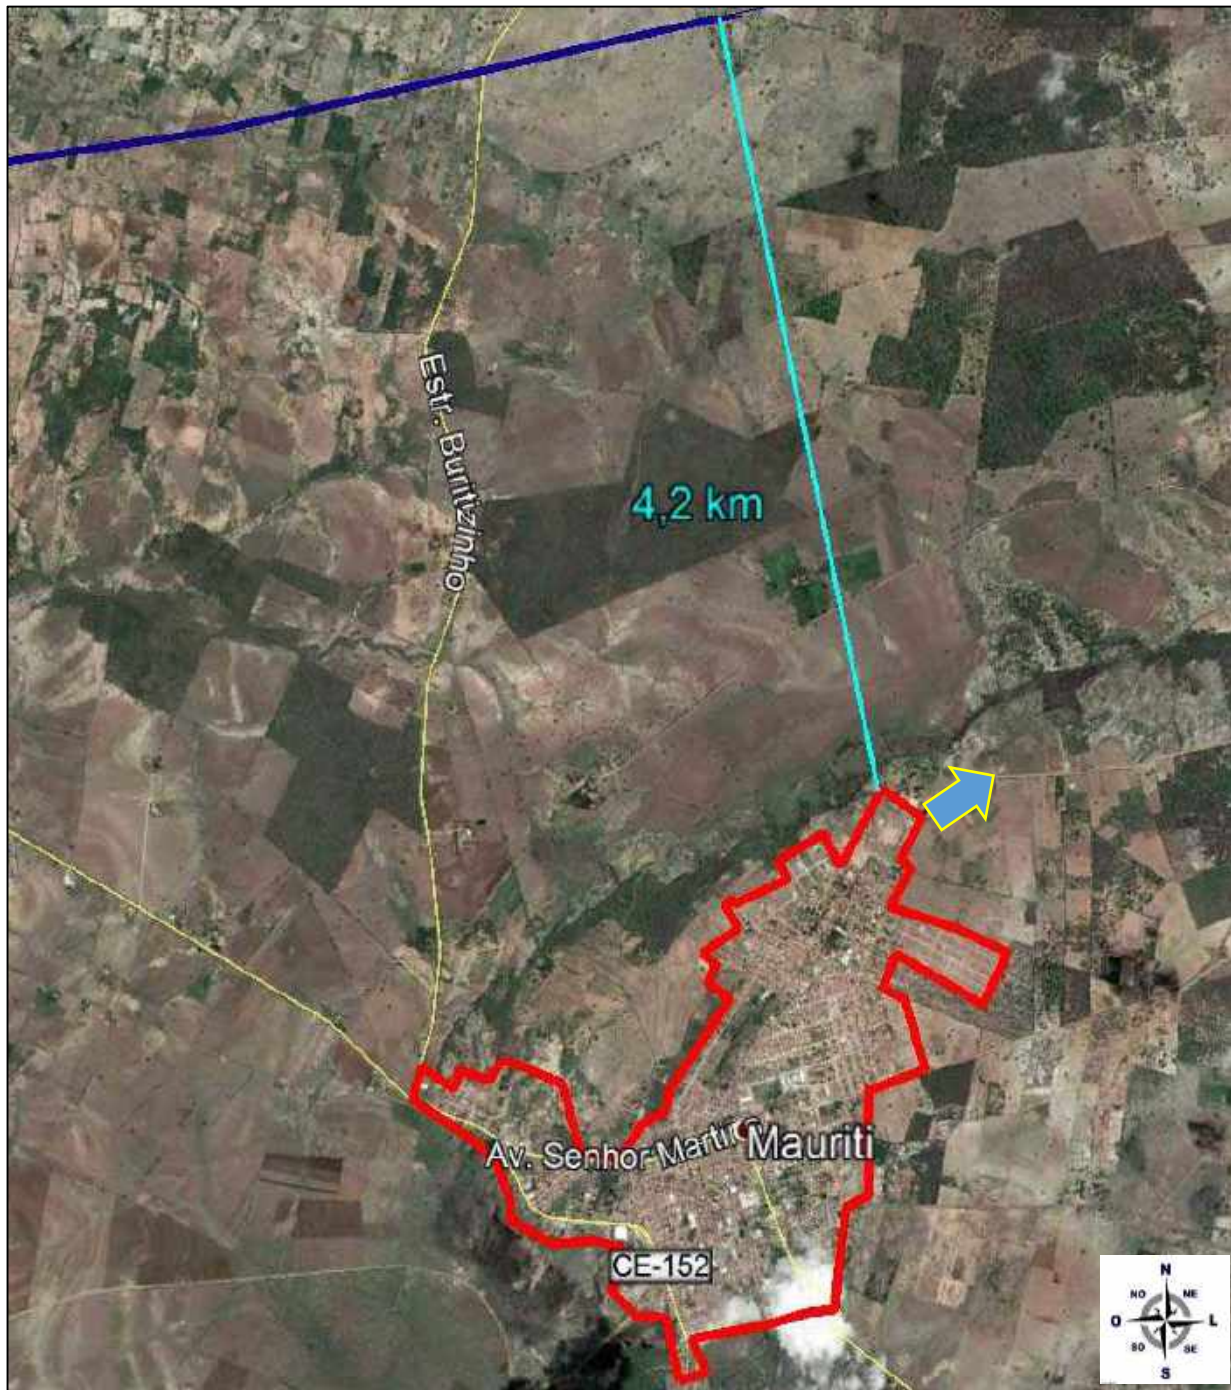 Estr. Buritizinho
4,2 km
Av. Senhor Martins
Mauriti
CE-152
N
NO NE
O L
SO SE
S